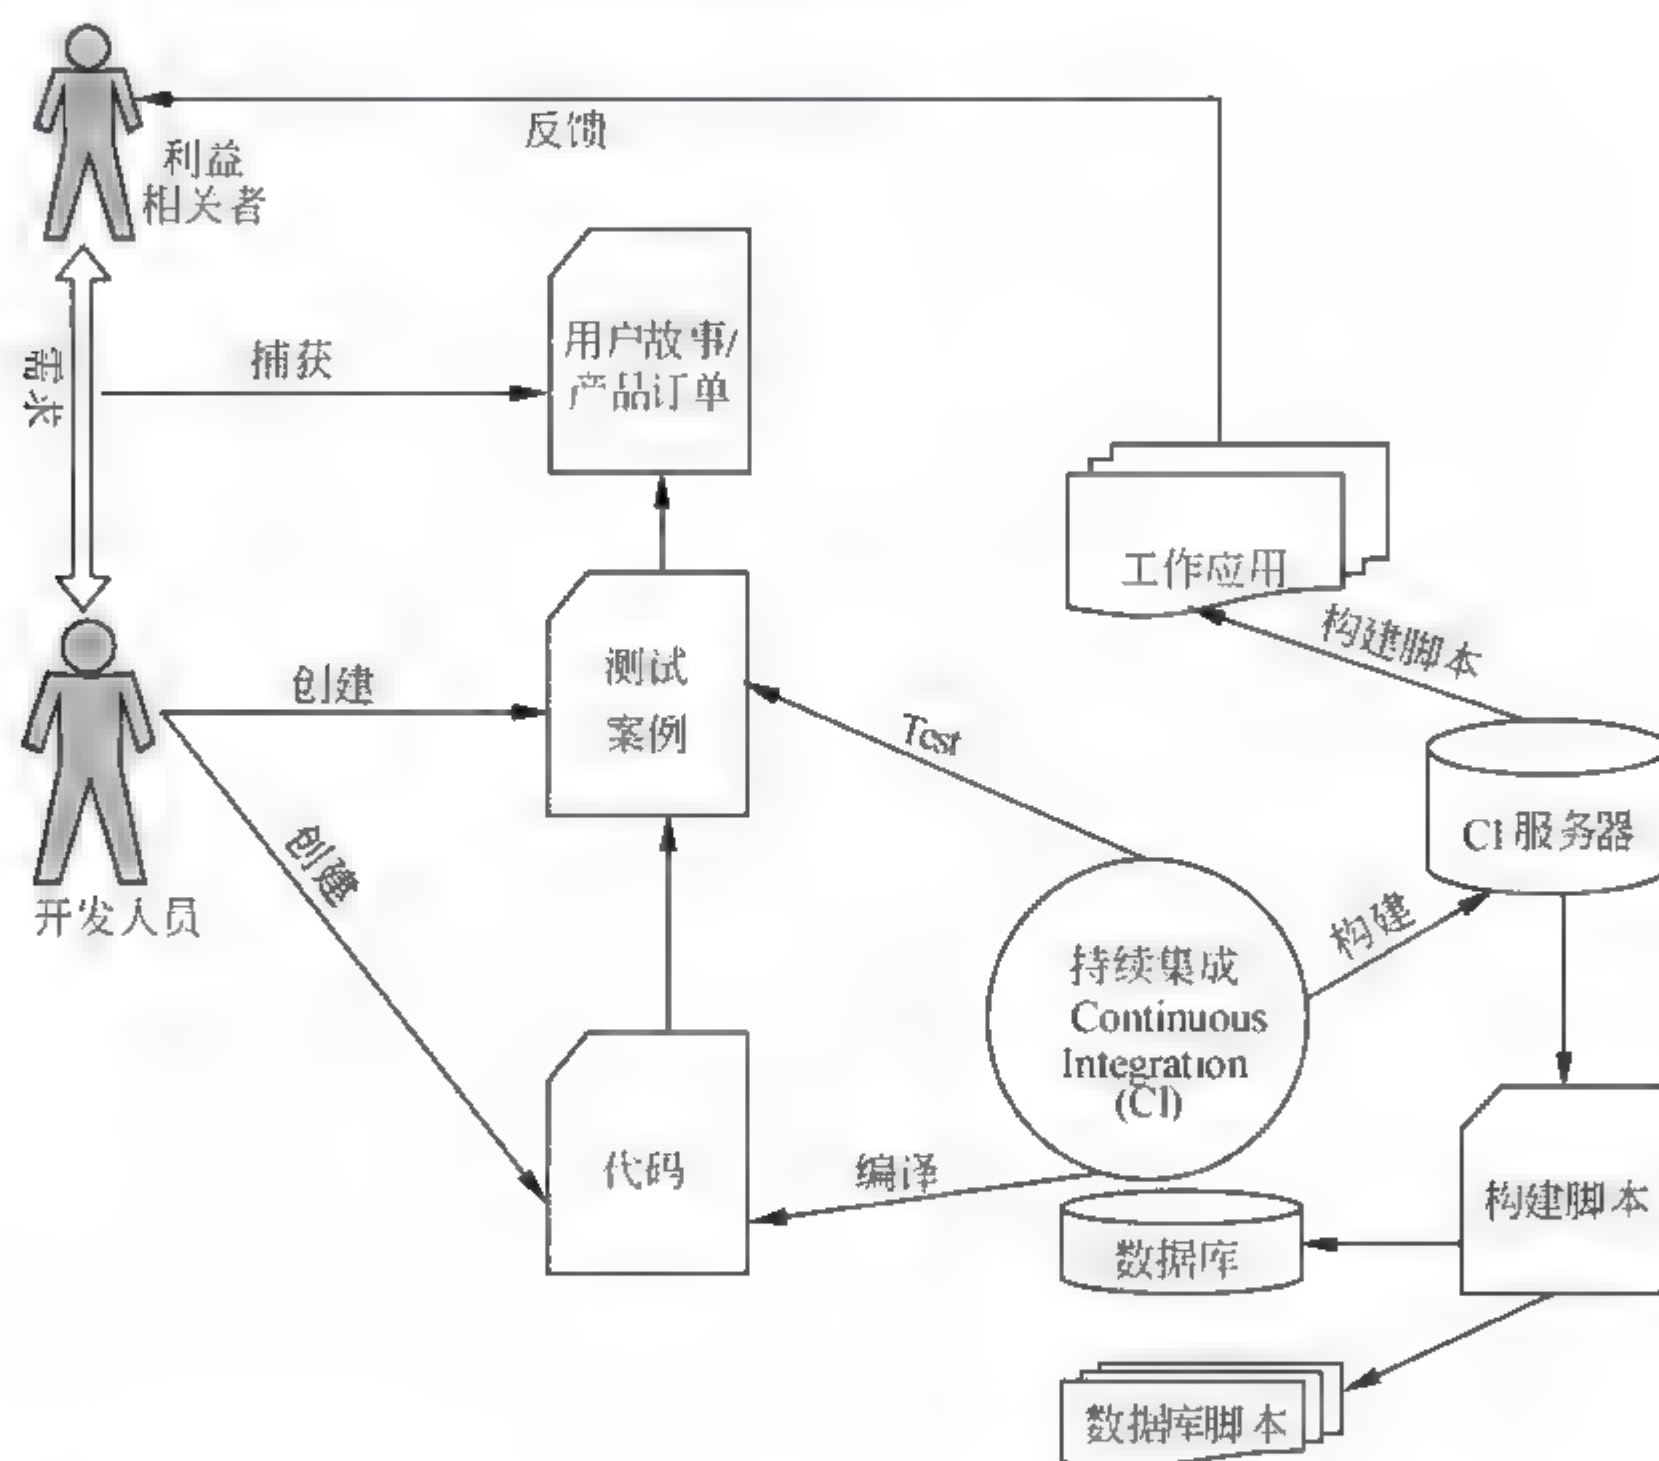 反馈
利益
相关者
用户故事/
产品订单
捕获
需求
工作应用
构建脚本
测试
案例
创建
Test
CI 服务器
创建
构建
开发人员
持续集成
Continuous
Integration
(CI)
代码
编译
构建脚本
数据库
数据库脚本